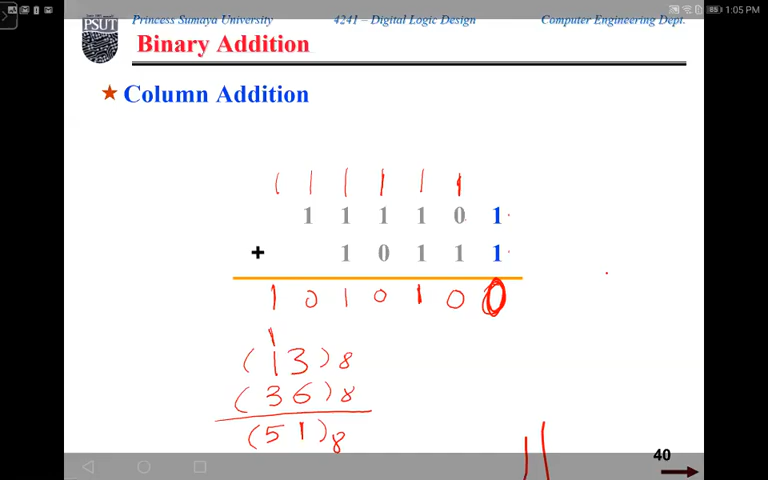 1:05 PM
Princess Sumaya University 4241 – Digital Logic Design Computer Engineering Dept.
PSUT
Binary Addition
Column Addition
1 1 1 1 1 1
1 1 1 1 0 1
+ 1 0 1 1 1
1 0 1 0 1 0 0
1
(13)8
(36)8
(51)8
40